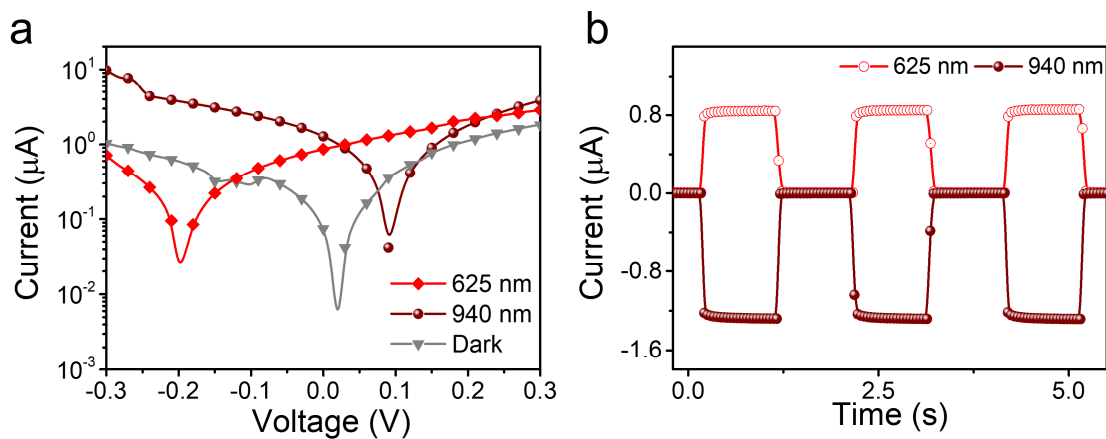 a
10¹
10⁰
10⁻¹
10⁻²
10⁻³
Current (μA)
625 nm
940 nm
Dark
-0.3 -0.2 -0.1 0.0 0.1 0.2 0.3
Voltage (V)
b
625 nm 940 nm
0.8
0.0
-0.8
-1.6
Current (μA)
0.0 2.5 5.0
Time (s)